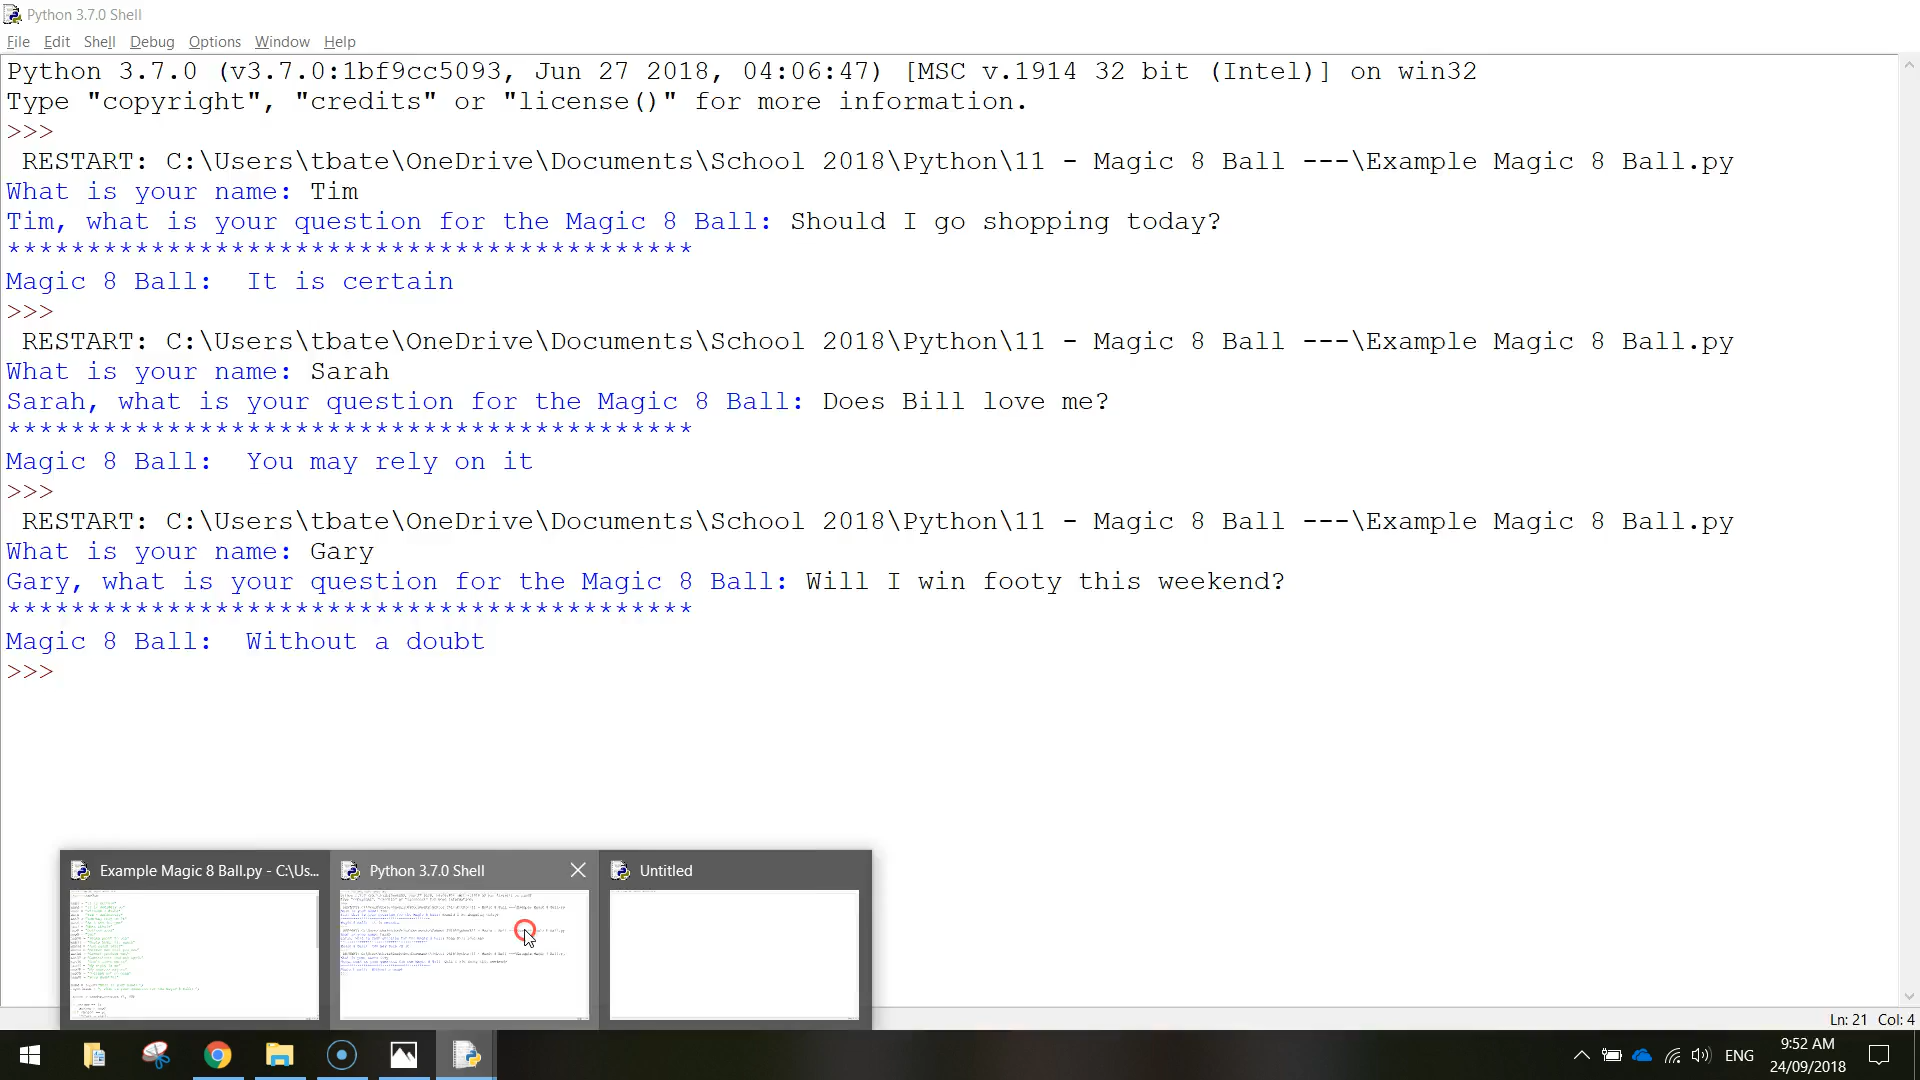 Python 3.7.0 Shell
File Edit Shell Debug Options Window Help
Python 3.7.0 (v3.7.0:1bf9cc5093, Jun 27 2018, 04:06:47) [MSC v.1914 32 bit (Intel)] on win32
Type "copyright", "credits" or "license()" for more information.
>>>
RESTART: C:\Users\tbate\OneDrive\Documents\School 2018\Python\11 - Magic 8 Ball ---\Example Magic 8 Ball.py
What is your name: Tim
Tim, what is your question for the Magic 8 Ball: Should I go shopping today?
*******************************************
Magic 8 Ball:  It is certain
>>>
RESTART: C:\Users\tbate\OneDrive\Documents\School 2018\Python\11 - Magic 8 Ball ---\Example Magic 8 Ball.py
What is your name: Sarah
Sarah, what is your question for the Magic 8 Ball: Does Bill love me?
*******************************************
Magic 8 Ball:  You may rely on it
>>>
RESTART: C:\Users\tbate\OneDrive\Documents\School 2018\Python\11 - Magic 8 Ball ---\Example Magic 8 Ball.py
What is your name: Gary
Gary, what is your question for the Magic 8 Ball: Will I win footy this weekend?
*******************************************
Magic 8 Ball:  Without a doubt
>>>
Example Magic 8 Ball.py - C:\Us...
Python 3.7.0 Shell
Untitled
Ln: 21 Col: 4
ENG
9:52 AM
24/09/2018